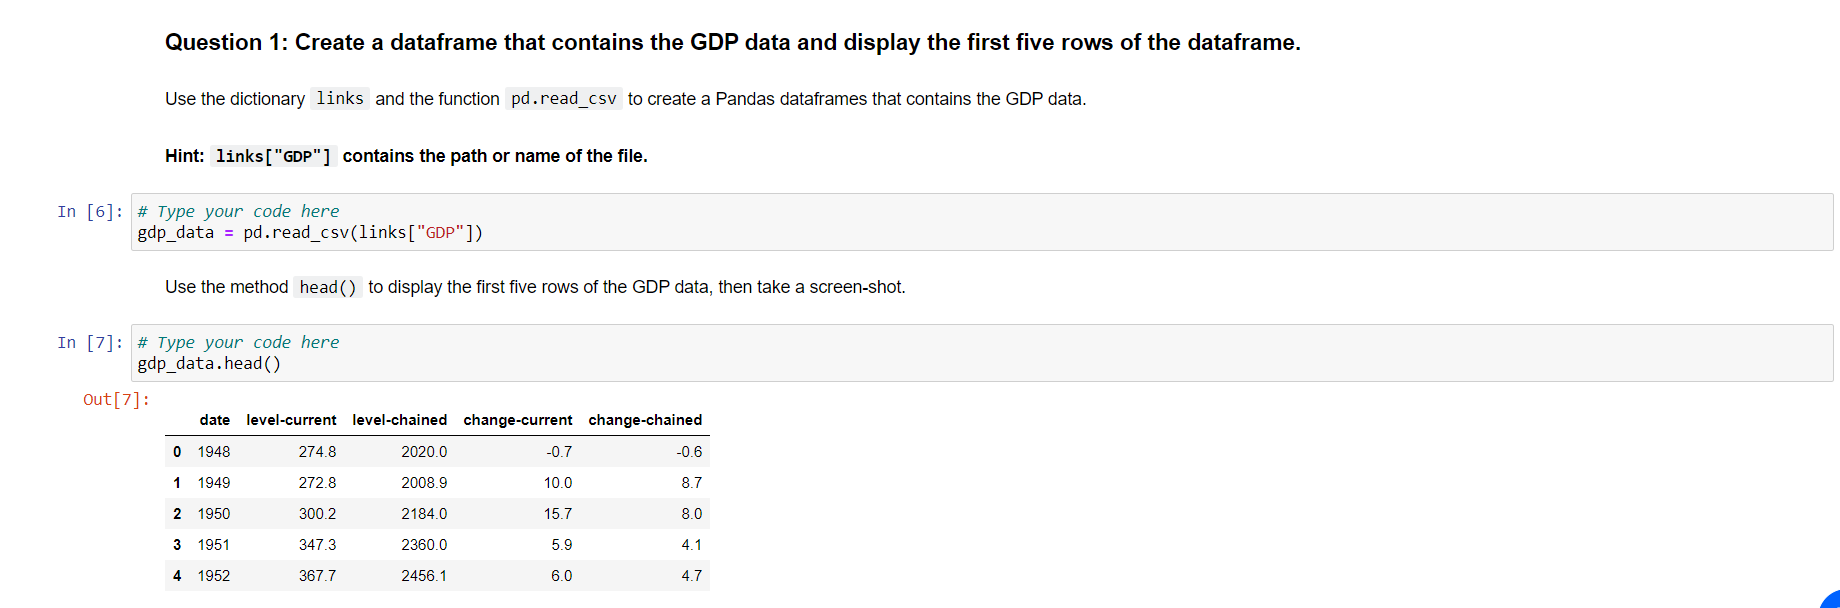 Question 1: Create a dataframe that contains the GDP data and display the first five rows of the dataframe.
Use the dictionary links and the function pd.read_csv to create a Pandas dataframes that contains the GDP data.
Hint: links["GDP"] contains the path or name of the file.
In [6]: # Type your code here
gdp_data = pd.read_csv(links["GDP"])
Use the method head() to display the first five rows of the GDP data, then take a screen-shot.
In [7]: # Type your code here
gdp_data.head()
Out[7]:
date level-current level-chained change-current change-chained
0 1948 274.8 2020.0 -0.7 -0.6
1 1949 272.8 2008.9 10.0 8.7
2 1950 300.2 2184.0 15.7 8.0
3 1951 347.3 2360.0 5.9 4.1
4 1952 367.7 2456.1 6.0 4.7